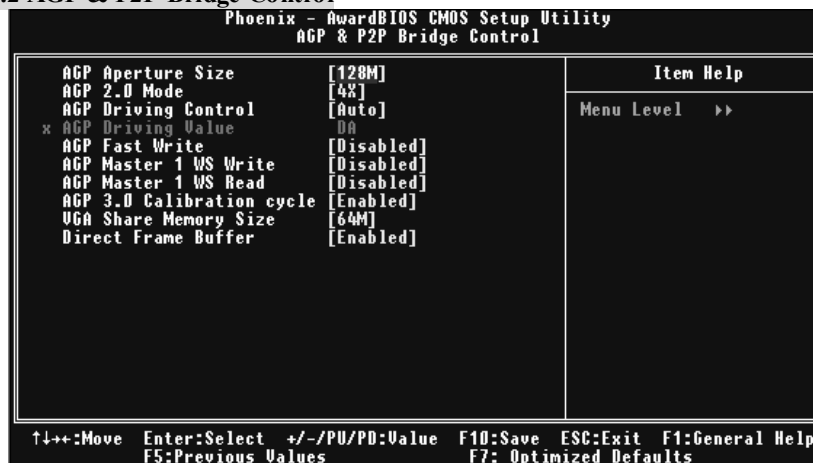 .2 AGP & P2P Bridge Control
Phoenix - AwardBIOS CMOS Setup Utility
AGP & P2P Bridge Control
AGP Aperture Size [128M]
AGP 2.0 Mode [4X]
AGP Driving Control [Auto]
x AGP Driving Value DA
AGP Fast Write [Disabled]
AGP Master 1 WS Write [Disabled]
AGP Master 1 WS Read [Disabled]
AGP 3.0 Calibration cycle [Enabled]
VGA Share Memory Size [64M]
Direct Frame Buffer [Enabled]
Item Help
Menu Level ▸▸
↑↓→←:Move Enter:Select +/-/PU/PD:Value F10:Save ESC:Exit F1:General Help
F5:Previous Values F7: Optimized Defaults